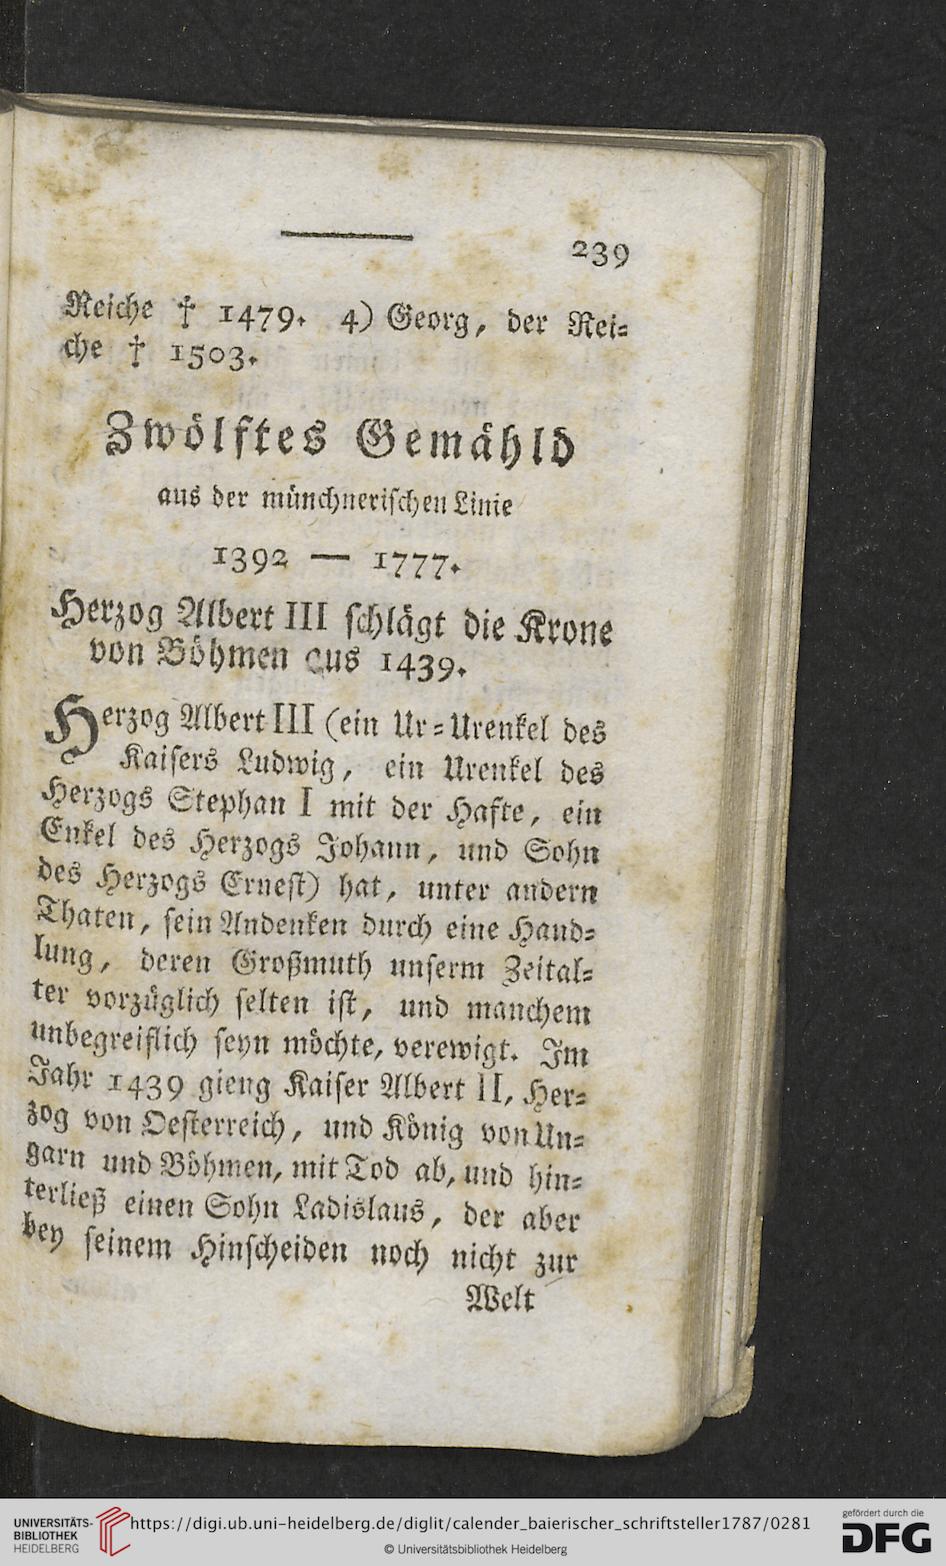 239
Reiche † 1479. 4) Georg, der Rei=
che † 1503.
Zwölftes Gemähld
aus der münchnerischen Linie
1392 — 1777.
Herzog Albert III schlägt die Krone
von Böhmen aus 1439.
Herzog Albert III (ein Ur=Urenkel des
Kaisers Ludwig, ein Urenkel des
Herzogs Stephan I mit der Hafte, ein
Enkel des Herzogs Johann, und Sohn
des Herzogs Ernest) hat, unter andern
Thaten, sein Andenken durch eine Hand=
lung, deren Großmuth unserm Zeital=
ter vorzüglich selten ist, und manchem
unbegreiflich seyn möchte, verewigt. Im
Jahr 1439 gieng Kaiser Albert II, Her=
zog von Oesterreich, und König von Un=
garn und Böhmen, mit Tod ab, und hin=
terließ einen Sohn Ladislaus, der aber
bey seinem Hinscheiden noch nicht zur
Welt
UNIVERSITÄTS-
BIBLIOTHEK
HEIDELBERG
https://digi.ub.uni-heidelberg.de/diglit/calender_baierischer_schriftsteller1787/0281
© Universitätsbibliothek Heidelberg
gefördert durch die
DFG